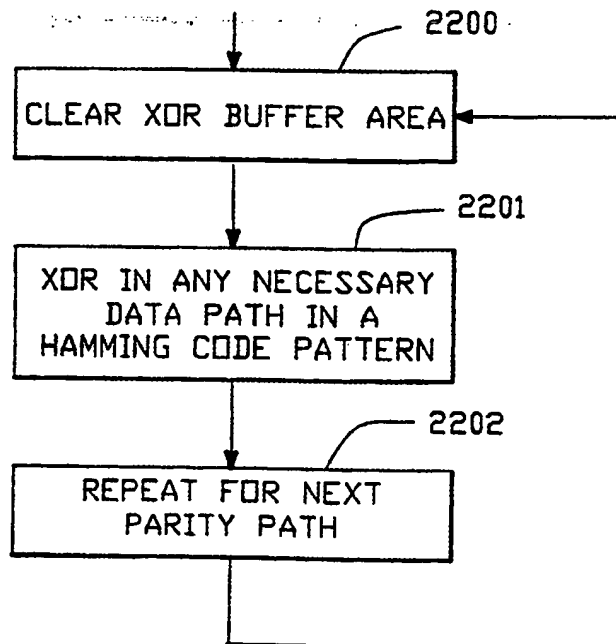 2200
CLEAR XOR BUFFER AREA
2201
XOR IN ANY NECESSARY
DATA PATH IN A
HAMMING CODE PATTERN
2202
REPEAT FOR NEXT
PARITY PATH